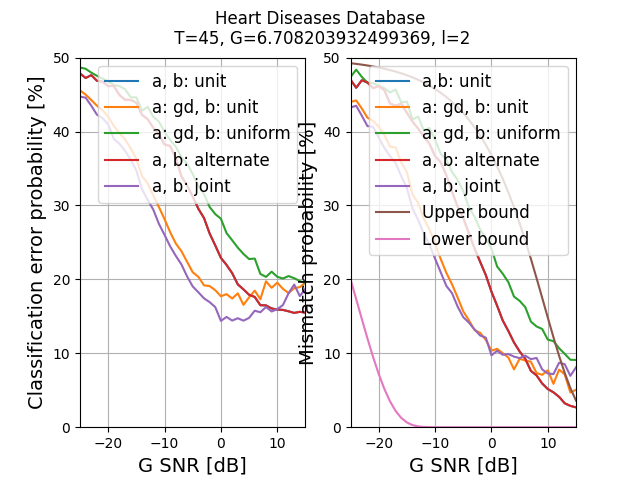 Heart Diseases Database
T=45, G=6.708203932499369, l=2
Classification error probability [%]
50
40
30
20
10
0
−20
−10
0
10
G SNR [dB]
a, b: unit
a: gd, b: unit
a: gd, b: uniform
a, b: alternate
a, b: joint
Mismatch probability [%]
50
40
30
20
10
0
−20
−10
0
10
G SNR [dB]
a,b: unit
a: gd, b: unit
a: gd, b: uniform
a, b: alternate
a, b: joint
Upper bound
Lower bound